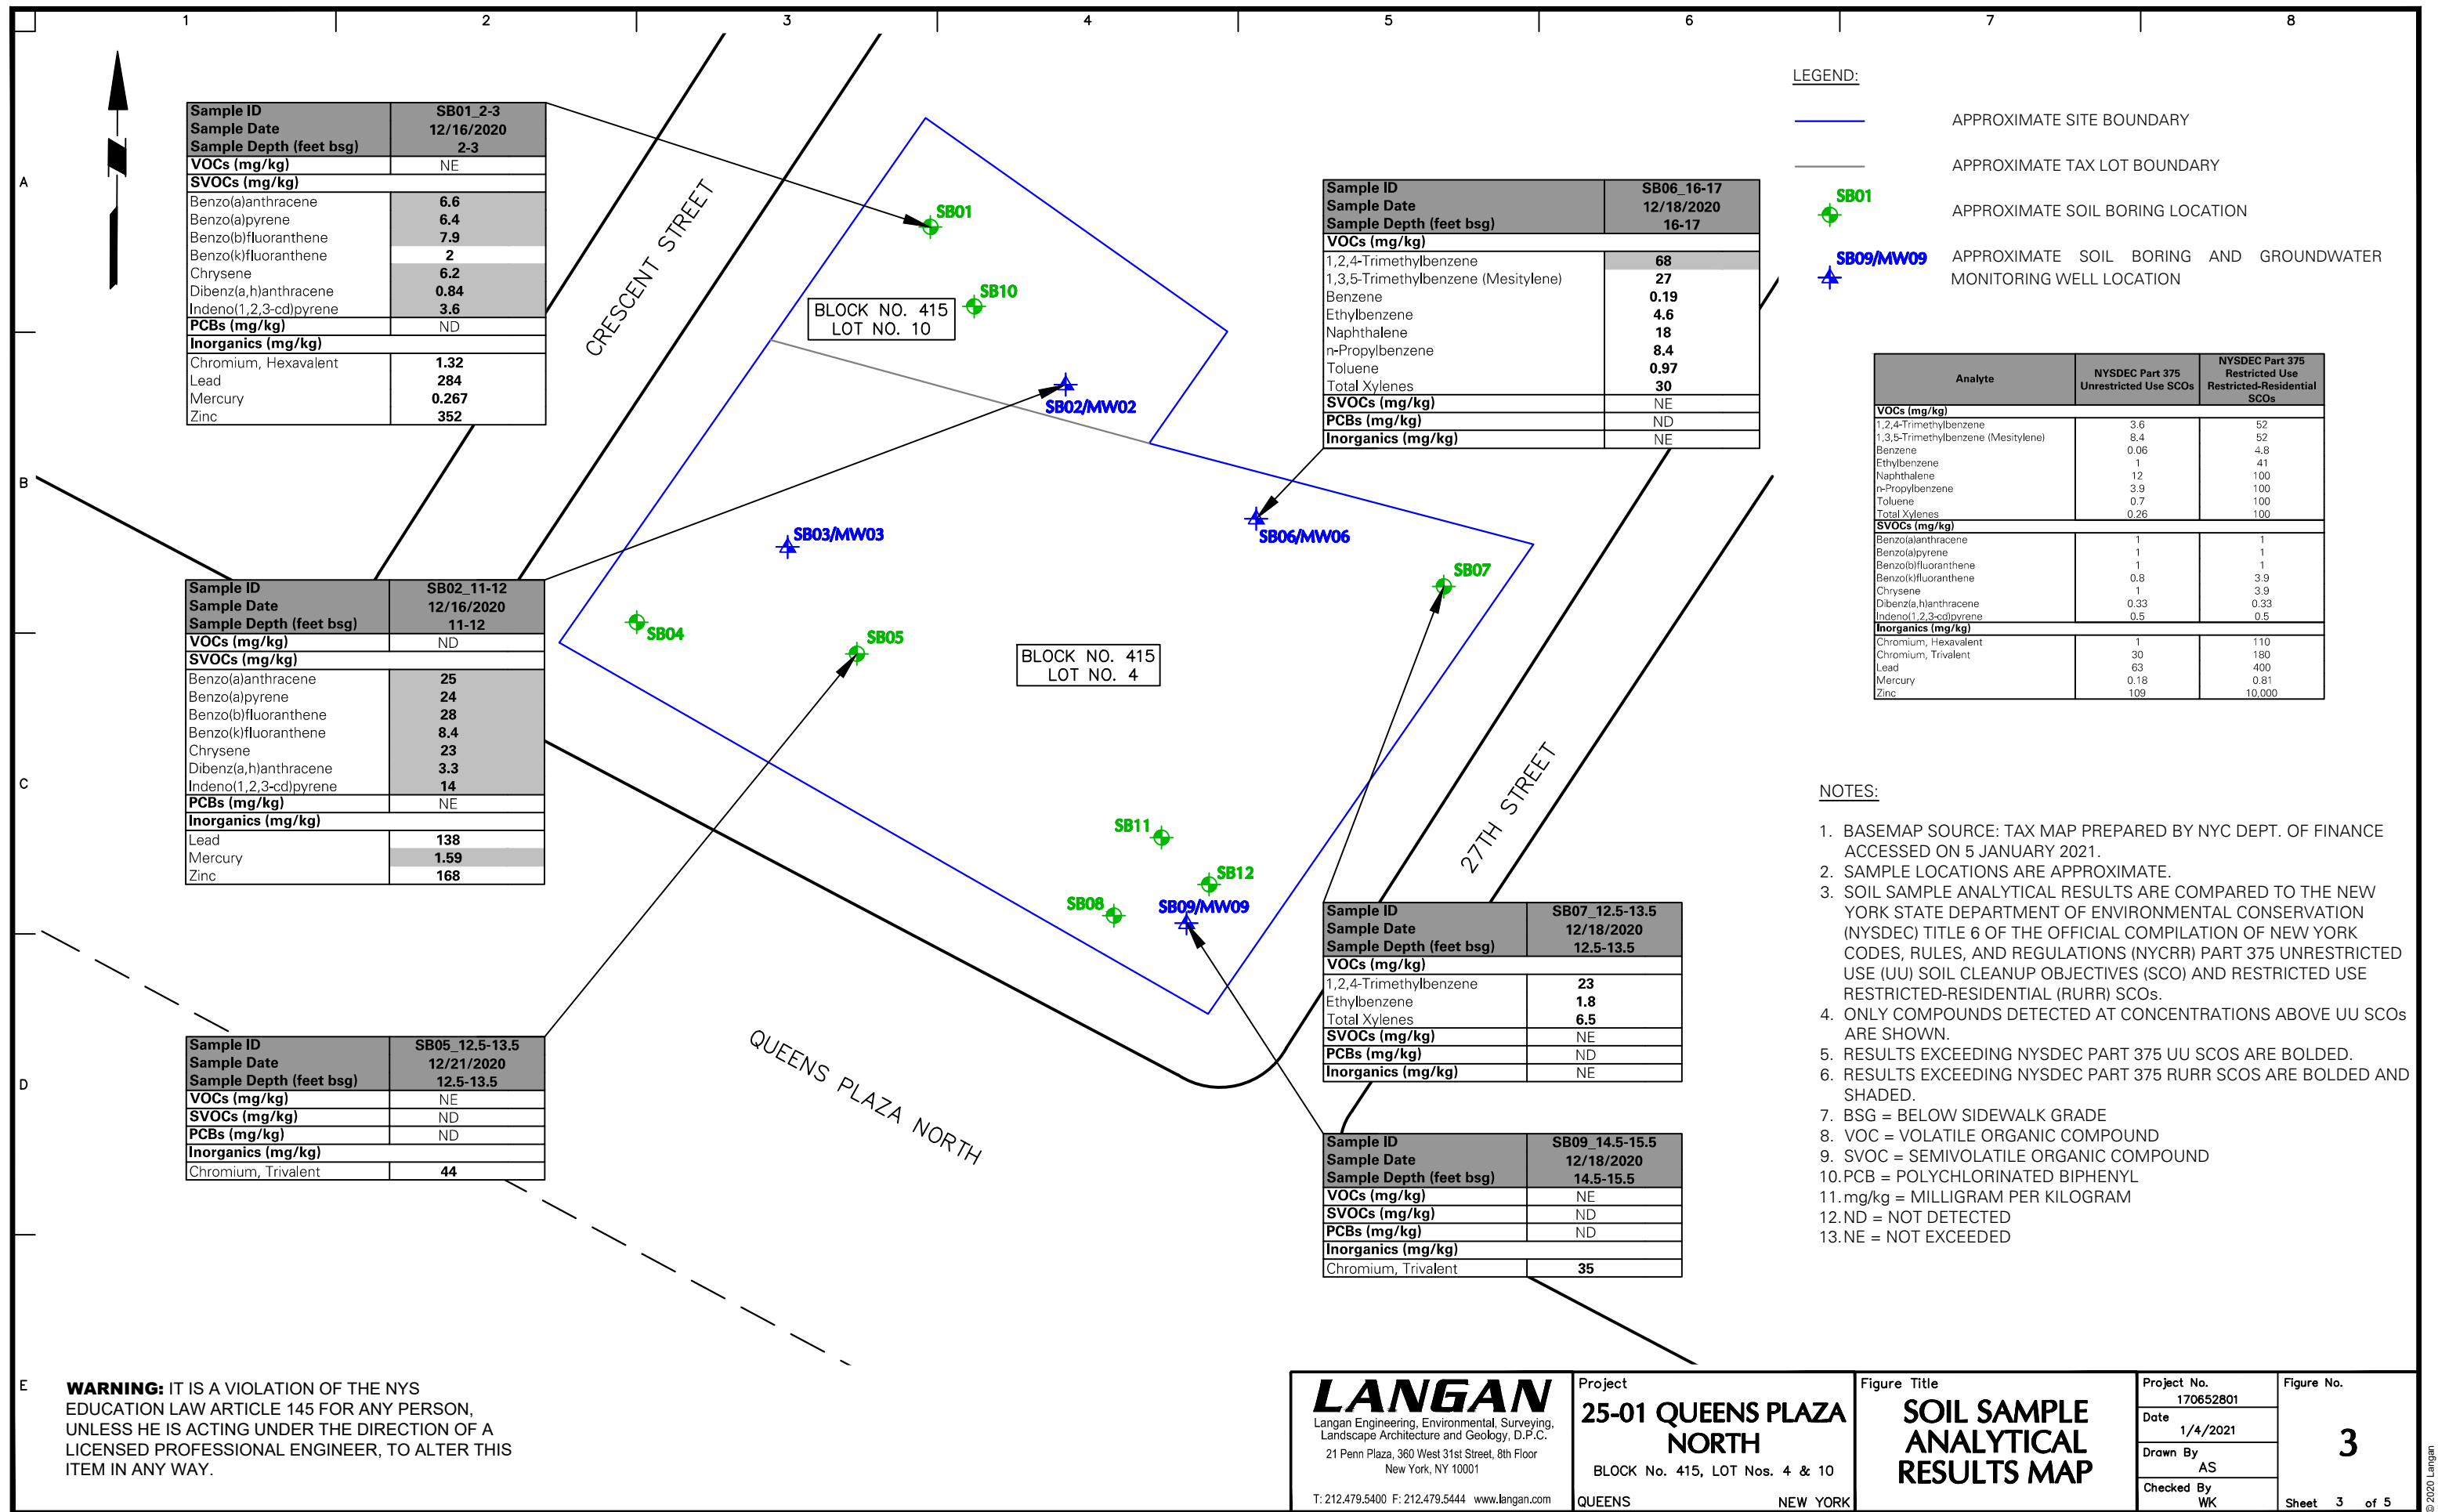 1 2 3 4 5 6 7 8
A
B
C
D
E
Sample ID SB01_2-3
Sample Date 12/16/2020
Sample Depth (feet bsg) 2-3
VOCs (mg/kg) NE
SVOCs (mg/kg)
Benzo(a)anthracene 6.6
Benzo(a)pyrene 6.4
Benzo(b)fluoranthene 7.9
Benzo(k)fluoranthene 2
Chrysene 6.2
Dibenz(a,h)anthracene 0.84
Indeno(1,2,3-cd)pyrene 3.6
PCBs (mg/kg) ND
Inorganics (mg/kg)
Chromium, Hexavalent 1.32
Lead 284
Mercury 0.267
Zinc 352
Sample ID SB02_11-12
Sample Date 12/16/2020
Sample Depth (feet bsg) 11-12
VOCs (mg/kg) ND
SVOCs (mg/kg)
Benzo(a)anthracene 25
Benzo(a)pyrene 24
Benzo(b)fluoranthene 28
Benzo(k)fluoranthene 8.4
Chrysene 23
Dibenz(a,h)anthracene 3.3
Indeno(1,2,3-cd)pyrene 14
PCBs (mg/kg) NE
Inorganics (mg/kg)
Lead 138
Mercury 1.59
Zinc 168
Sample ID SB05_12.5-13.5
Sample Date 12/21/2020
Sample Depth (feet bsg) 12.5-13.5
VOCs (mg/kg) NE
SVOCs (mg/kg) ND
PCBs (mg/kg) ND
Inorganics (mg/kg)
Chromium, Trivalent 44
CRESCENT STREET
SB01
SB10
BLOCK NO. 415
LOT NO. 10
SB02/MW02
SB03/MW03
SB06/MW06
SB07
SB04
SB05
BLOCK NO. 415
LOT NO. 4
SB11
SB12
SB08
SB09/MW09
27TH STREET
QUEENS PLAZA NORTH
Sample ID SB06_16-17
Sample Date 12/18/2020
Sample Depth (feet bsg) 16-17
VOCs (mg/kg)
1,2,4-Trimethylbenzene 68
1,3,5-Trimethylbenzene (Mesitylene) 27
Benzene 0.19
Ethylbenzene 4.6
Naphthalene 18
n-Propylbenzene 8.4
Toluene 0.97
Total Xylenes 30
SVOCs (mg/kg) NE
PCBs (mg/kg) ND
Inorganics (mg/kg) NE
Sample ID SB07_12.5-13.5
Sample Date 12/18/2020
Sample Depth (feet bsg) 12.5-13.5
VOCs (mg/kg)
1,2,4-Trimethylbenzene 23
Ethylbenzene 1.8
Total Xylenes 6.5
SVOCs (mg/kg) NE
PCBs (mg/kg) ND
Inorganics (mg/kg) NE
Sample ID SB09_14.5-15.5
Sample Date 12/18/2020
Sample Depth (feet bsg) 14.5-15.5
VOCs (mg/kg) NE
SVOCs (mg/kg) ND
PCBs (mg/kg) ND
Inorganics (mg/kg)
Chromium, Trivalent 35
LEGEND:
APPROXIMATE SITE BOUNDARY
APPROXIMATE TAX LOT BOUNDARY
SB01
APPROXIMATE SOIL BORING LOCATION
SB09/MW09 APPROXIMATE SOIL BORING AND GROUNDWATER
MONITORING WELL LOCATION
Analyte NYSDEC Part 375 Unrestricted Use SCOs NYSDEC Part 375 Restricted Use Restricted-Residential SCOs
VOCs (mg/kg)
1,2,4-Trimethylbenzene 3.6 52
1,3,5-Trimethylbenzene (Mesitylene) 8.4 52
Benzene 0.06 4.8
Ethylbenzene 1 41
Naphthalene 12 100
n-Propylbenzene 3.9 100
Toluene 0.7 100
Total Xylenes 0.26 100
SVOCs (mg/kg)
Benzo(a)anthracene 1 1
Benzo(a)pyrene 1 1
Benzo(b)fluoranthene 1 1
Benzo(k)fluoranthene 0.8 3.9
Chrysene 1 3.9
Dibenz(a,h)anthracene 0.33 0.33
Indeno(1,2,3-cd)pyrene 0.5 0.5
Inorganics (mg/kg)
Chromium, Hexavalent 1 110
Chromium, Trivalent 30 180
Lead 63 400
Mercury 0.18 0.81
Zinc 109 10,000
NOTES:
1. BASEMAP SOURCE: TAX MAP PREPARED BY NYC DEPT. OF FINANCE
ACCESSED ON 5 JANUARY 2021.
2. SAMPLE LOCATIONS ARE APPROXIMATE.
3. SOIL SAMPLE ANALYTICAL RESULTS ARE COMPARED TO THE NEW
YORK STATE DEPARTMENT OF ENVIRONMENTAL CONSERVATION
(NYSDEC) TITLE 6 OF THE OFFICIAL COMPILATION OF NEW YORK
CODES, RULES, AND REGULATIONS (NYCRR) PART 375 UNRESTRICTED
USE (UU) SOIL CLEANUP OBJECTIVES (SCO) AND RESTRICTED USE
RESTRICTED-RESIDENTIAL (RURR) SCOs.
4. ONLY COMPOUNDS DETECTED AT CONCENTRATIONS ABOVE UU SCOs
ARE SHOWN.
5. RESULTS EXCEEDING NYSDEC PART 375 UU SCOS ARE BOLDED.
6. RESULTS EXCEEDING NYSDEC PART 375 RURR SCOS ARE BOLDED AND
SHADED.
7. BSG = BELOW SIDEWALK GRADE
8. VOC = VOLATILE ORGANIC COMPOUND
9. SVOC = SEMIVOLATILE ORGANIC COMPOUND
10. PCB = POLYCHLORINATED BIPHENYL
11. mg/kg = MILLIGRAM PER KILOGRAM
12. ND = NOT DETECTED
13. NE = NOT EXCEEDED
WARNING: IT IS A VIOLATION OF THE NYS
EDUCATION LAW ARTICLE 145 FOR ANY PERSON,
UNLESS HE IS ACTING UNDER THE DIRECTION OF A
LICENSED PROFESSIONAL ENGINEER, TO ALTER THIS
ITEM IN ANY WAY.
LANGAN
Langan Engineering, Environmental, Surveying,
Landscape Architecture and Geology, D.P.C.
21 Penn Plaza, 360 West 31st Street, 8th Floor
New York, NY 10001
T: 212.479.5400 F: 212.479.5444 www.langan.com
Project
25-01 QUEENS PLAZA
NORTH
BLOCK No. 415, LOT Nos. 4 & 10
QUEENS NEW YORK
Figure Title
SOIL SAMPLE
ANALYTICAL
RESULTS MAP
Project No.
170652801
Date
1/4/2021
Drawn By
AS
Checked By
WK
Figure No.
3
Sheet 3 of 5
© 2020 Langan